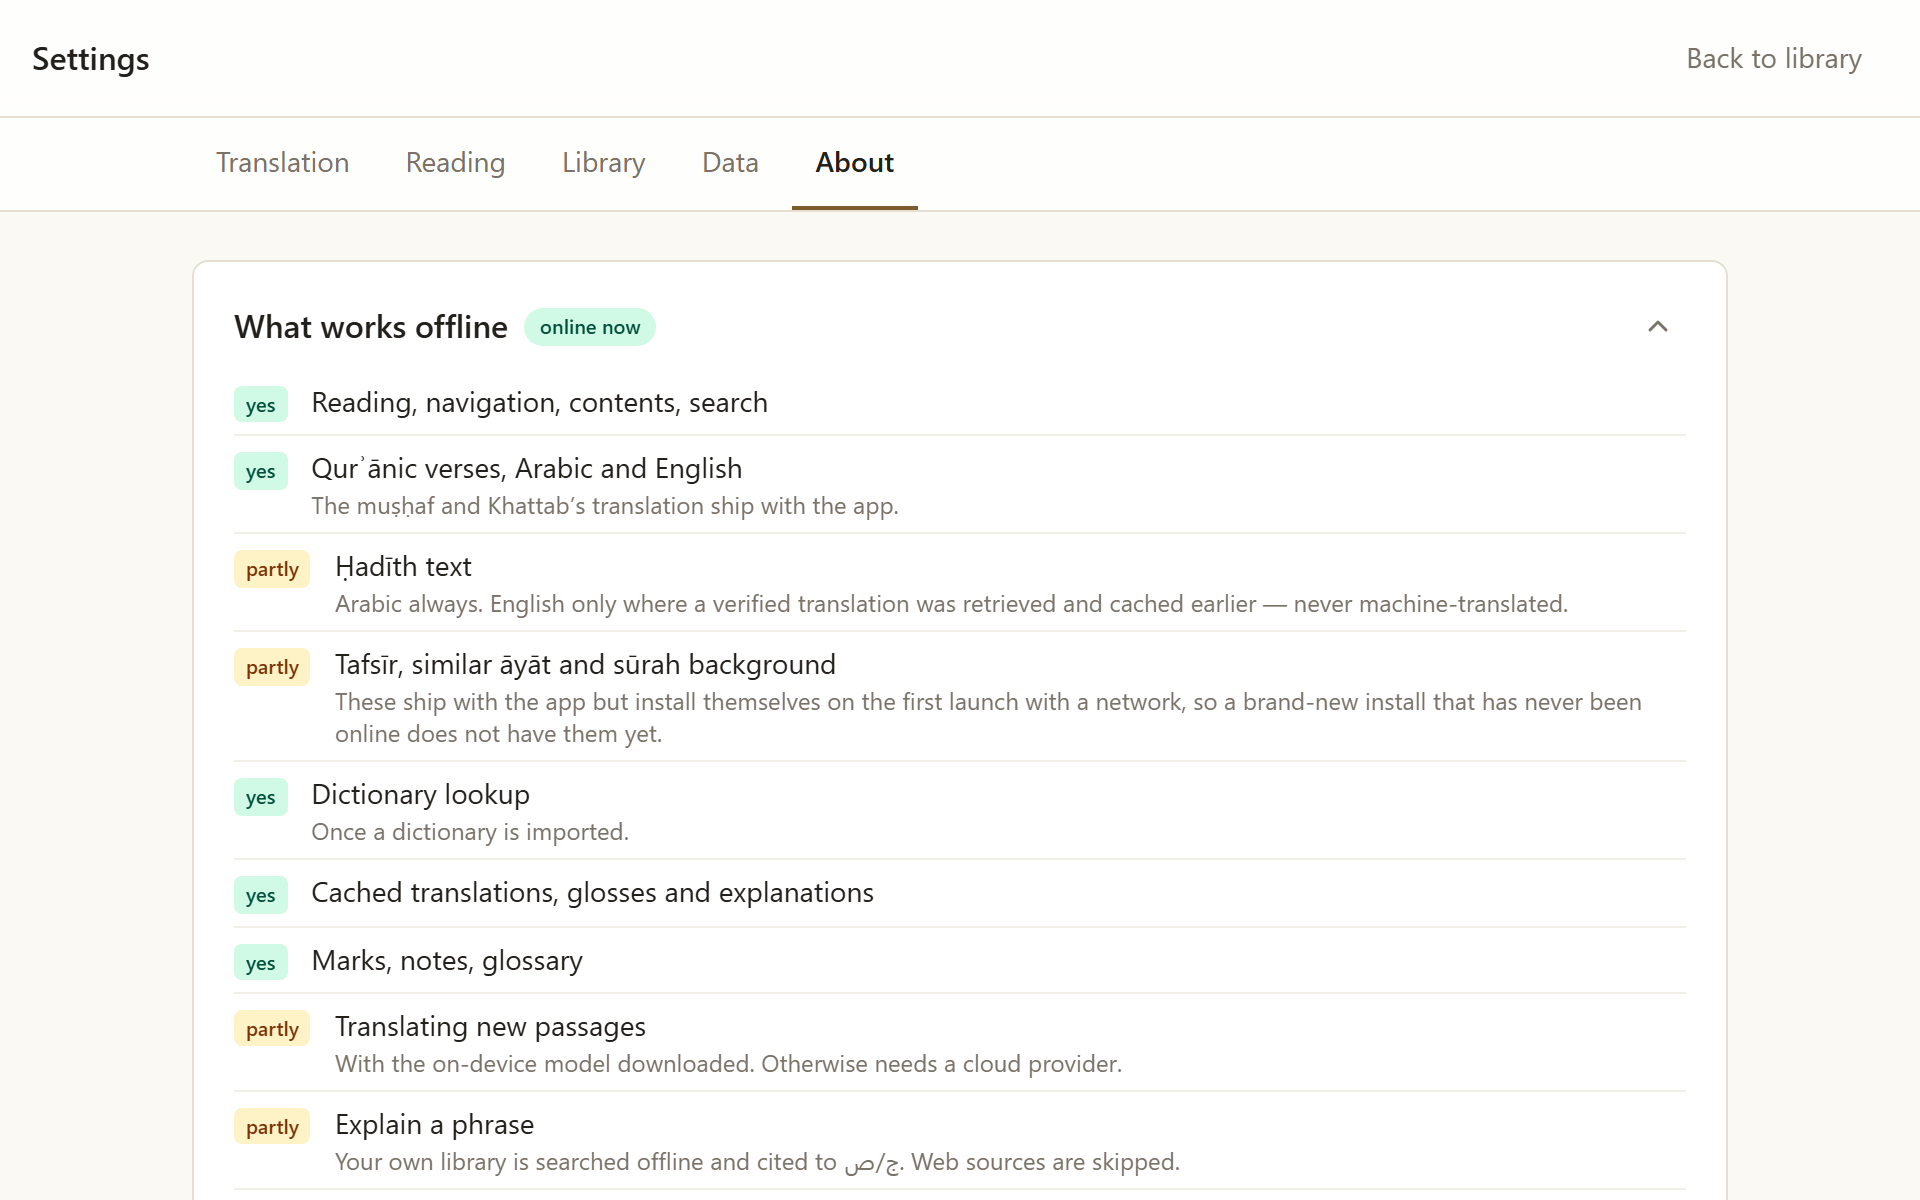 Settings
Back to library
Translation
Reading
Library
Data
About
What works offline
online now
yes
Reading, navigation, contents, search
yes
Qurʾānic verses, Arabic and English
The muṣḥaf and Khattab’s translation ship with the app.
partly
Ḥadīth text
Arabic always. English only where a verified translation was retrieved and cached earlier — never machine-translated.
partly
Tafsīr, similar āyāt and sūrah background
These ship with the app but install themselves on the first launch with a network, so a brand-new install that has never been
online does not have them yet.
yes
Dictionary lookup
Once a dictionary is imported.
yes
Cached translations, glosses and explanations
yes
Marks, notes, glossary
partly
Translating new passages
With the on-device model downloaded. Otherwise needs a cloud provider.
partly
Explain a phrase
Your own library is searched offline and cited to ج/ص. Web sources are skipped.